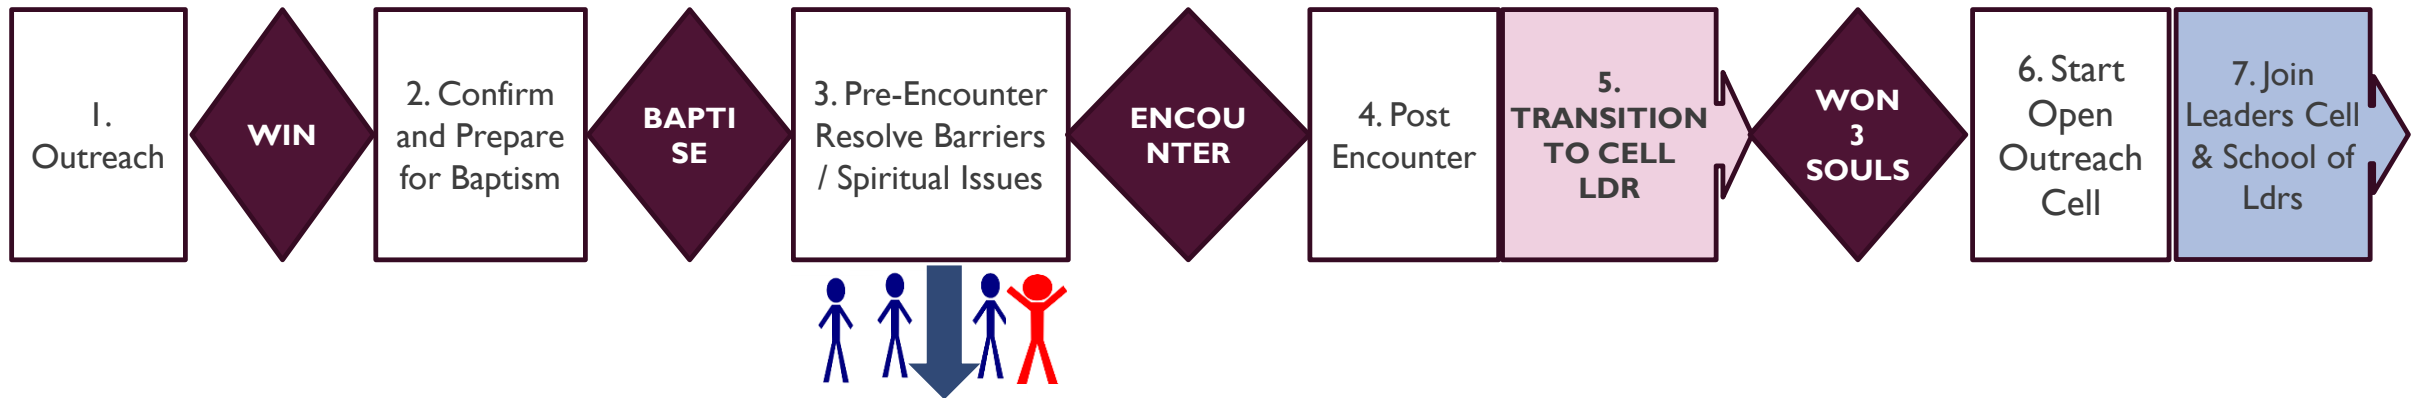 1.
Outreach
WIN
2. Confirm
and Prepare
for Baptism
BAPTI
SE
3. Pre-Encounter
Resolve Barriers
/ Spiritual Issues
ENCOU
NTER
4. Post
Encounter
5.
TRANSITION
TO CELL
LDR
WON
3
SOULS
6. Start
Open
Outreach
Cell
7. Join
Leaders Cell
& School of
Ldrs